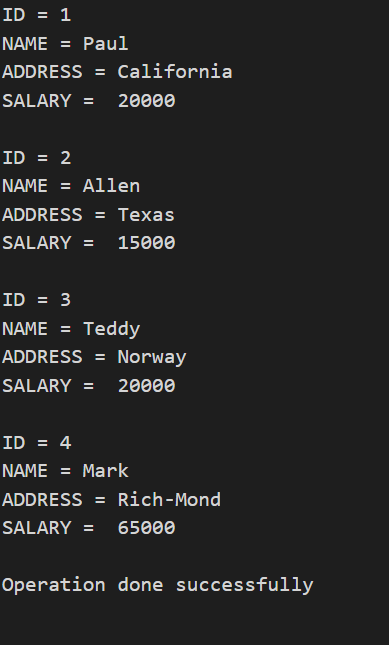 ID = 1
NAME = Paul
ADDRESS = California
SALARY =  20000

ID = 2
NAME = Allen
ADDRESS = Texas
SALARY =  15000

ID = 3
NAME = Teddy
ADDRESS = Norway
SALARY =  20000

ID = 4
NAME = Mark
ADDRESS = Rich-Mond
SALARY =  65000

Operation done successfully